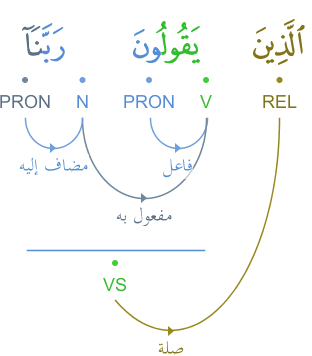 ٱلَّذِينَ يَقُولُونَ رَبَّنَآ
REL V PRON N PRON
فاعل مضاف إليه
مفعول به
VS
صلة